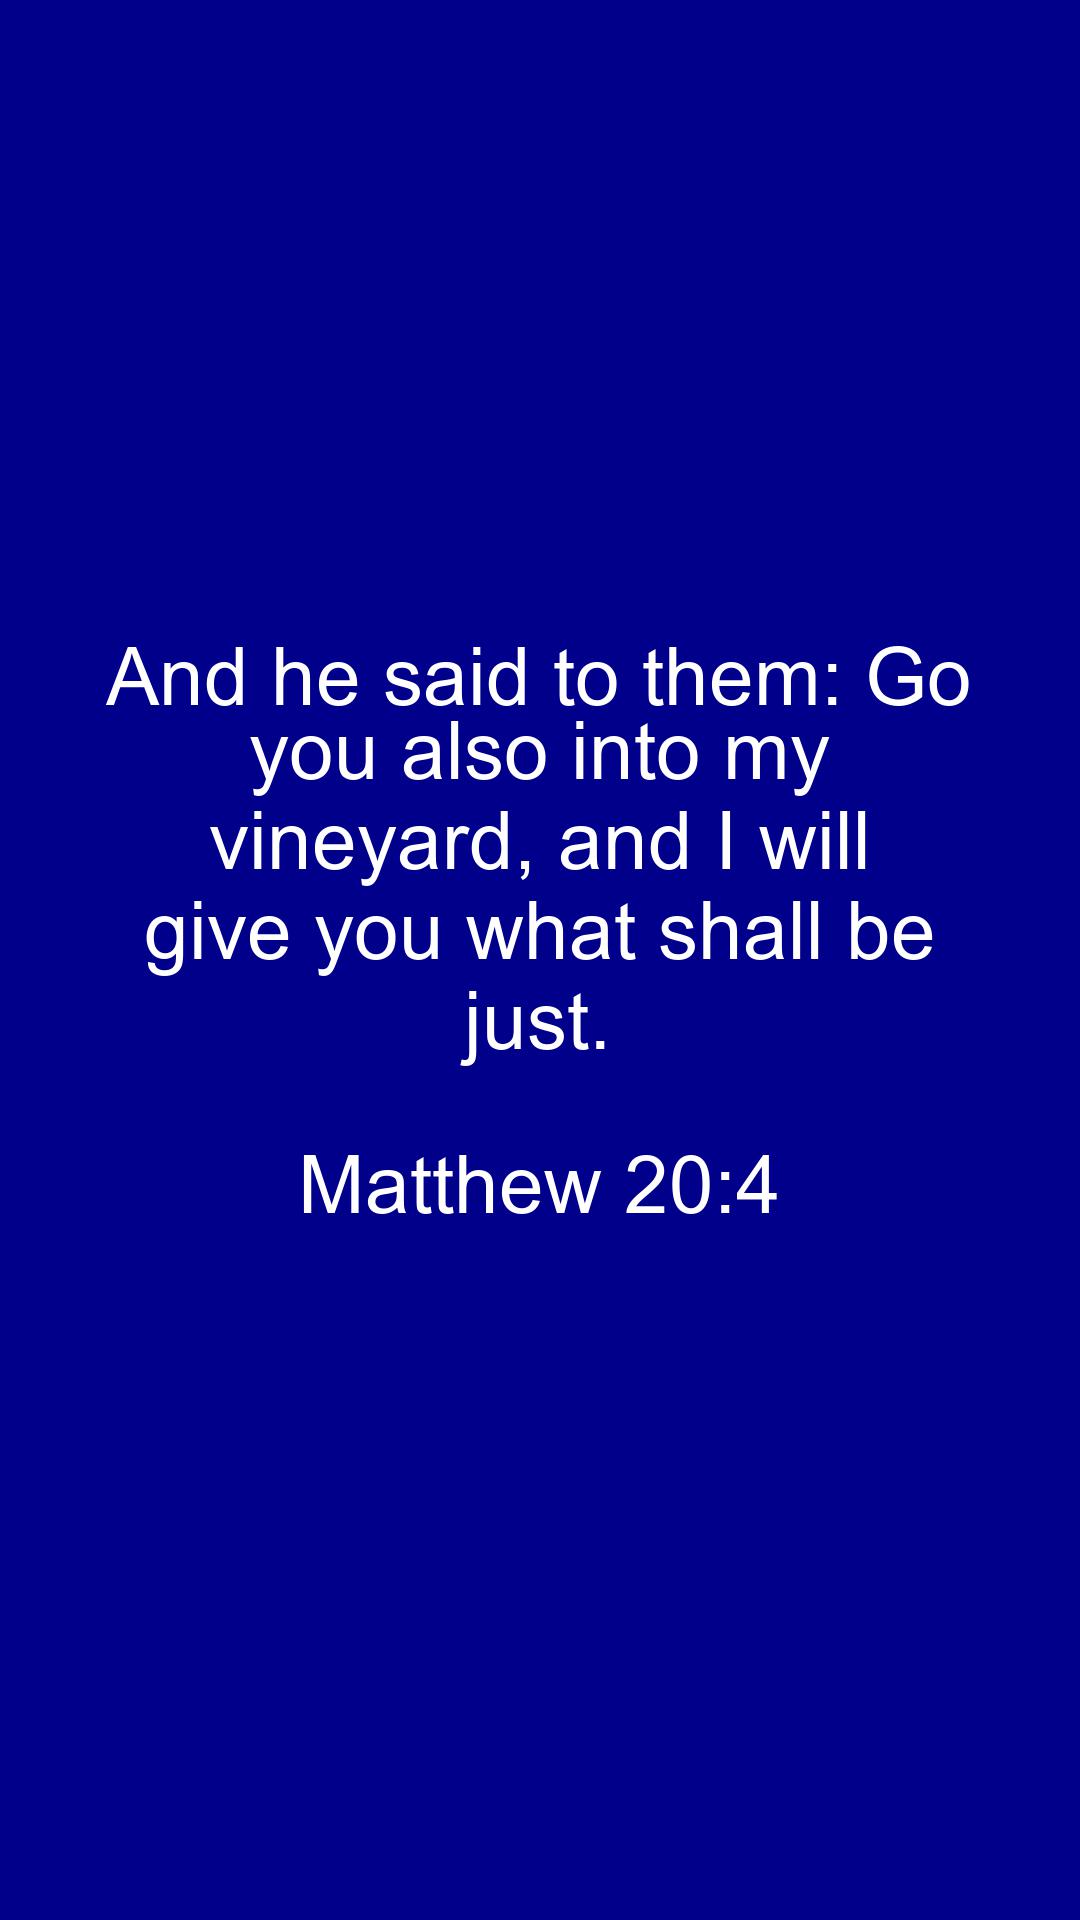 And he said to them: Go
you also into my
vineyard, and I will
give you what shall be
just.
Matthew 20:4